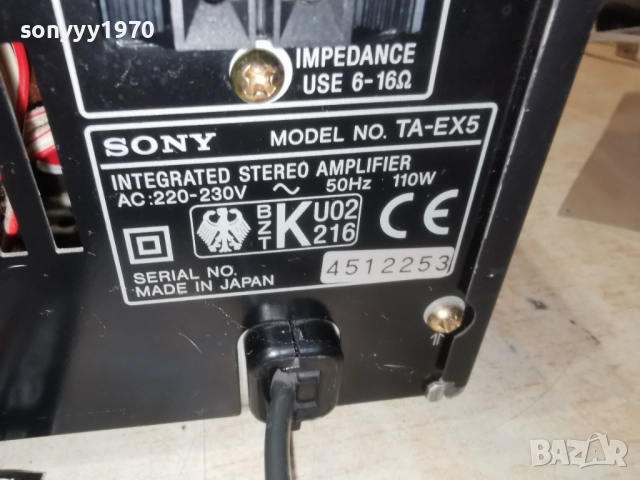 sonyyy1970
IMPEDANCE
USE 6-16Ω
SONY MODEL NO. TA-EX5
INTEGRATED STEREO AMPLIFIER
AC:220-230V ~ 50Hz 110W
BZT K U02 216
CE
SERIAL NO. 4512253
MADE IN JAPAN
BAZAR